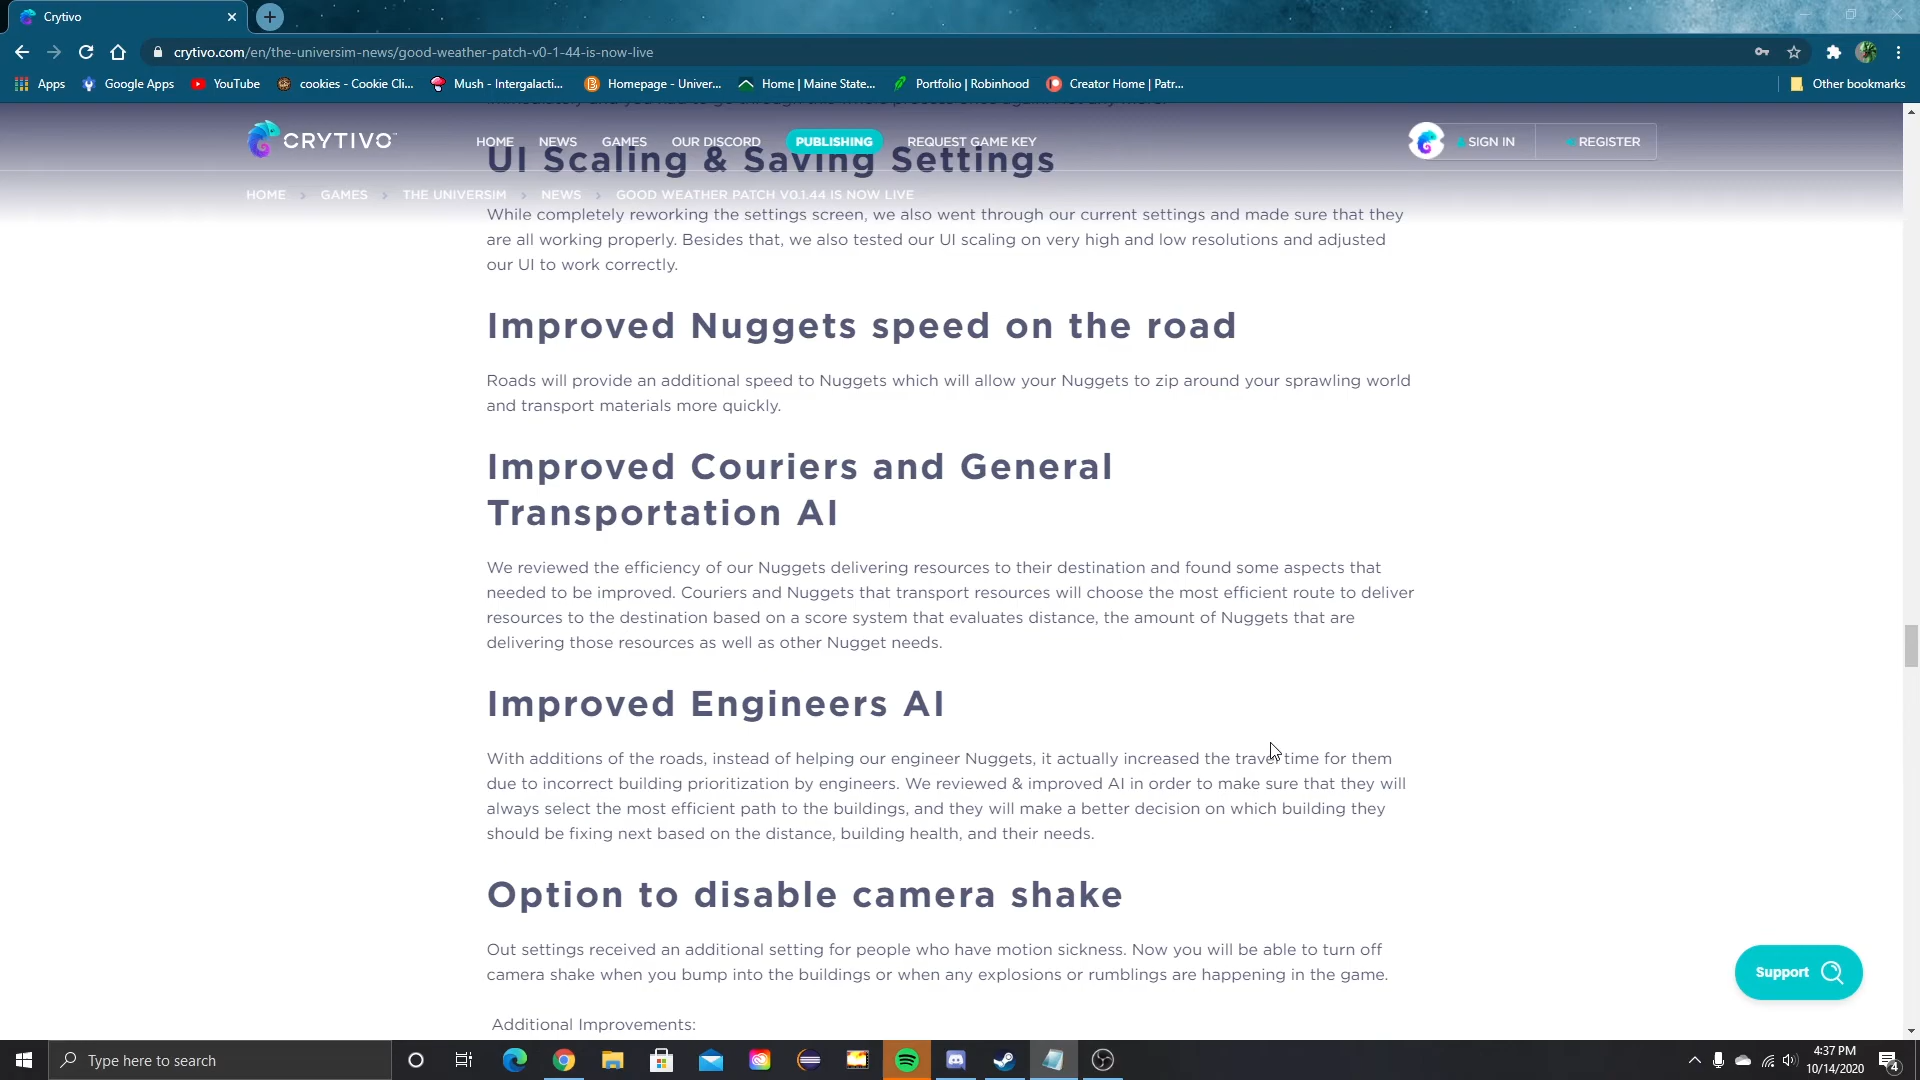 Crytivo
crytivo.com/en/the-universim-news/good-weather-patch-v0-1-44-is-now-live
Apps
Google Apps
YouTube
cookies - Cookie Cli...
Mush - Intergalacti...
Homepage - Univer...
Home | Maine State...
Portfolio | Robinhood
Creator Home | Patr...
Other bookmarks
CRYTIVO
HOME
NEWS
GAMES
OUR DISCORD
PUBLISHING
REQUEST GAME KEY
SIGN IN
REGISTER
UI Scaling & Saving Settings
HOME > GAMES > THE UNIVERSIM > NEWS > GOOD WEATHER PATCH V0.1.44 IS NOW LIVE
While completely reworking the settings screen, we also went through our current settings and made sure that they
are all working properly. Besides that, we also tested our UI scaling on very high and low resolutions and adjusted
our UI to work correctly.
Improved Nuggets speed on the road
Roads will provide an additional speed to Nuggets which will allow your Nuggets to zip around your sprawling world
and transport materials more quickly.
Improved Couriers and General
Transportation AI
We reviewed the efficiency of our Nuggets delivering resources to their destination and found some aspects that
needed to be improved. Couriers and Nuggets that transport resources will choose the most efficient route to deliver
resources to the destination based on a score system that evaluates distance, the amount of Nuggets that are
delivering those resources as well as other Nugget needs.
Improved Engineers AI
With additions of the roads, instead of helping our engineer Nuggets, it actually increased the travel time for them
due to incorrect building prioritization by engineers. We reviewed & improved AI in order to make sure that they will
always select the most efficient path to the buildings, and they will make a better decision on which building they
should be fixing next based on the distance, building health, and their needs.
Option to disable camera shake
Out settings received an additional setting for people who have motion sickness. Now you will be able to turn off
camera shake when you bump into the buildings or when any explosions or rumblings are happening in the game.
Support
Additional Improvements:
Type here to search
4:37 PM
10/14/2020
4